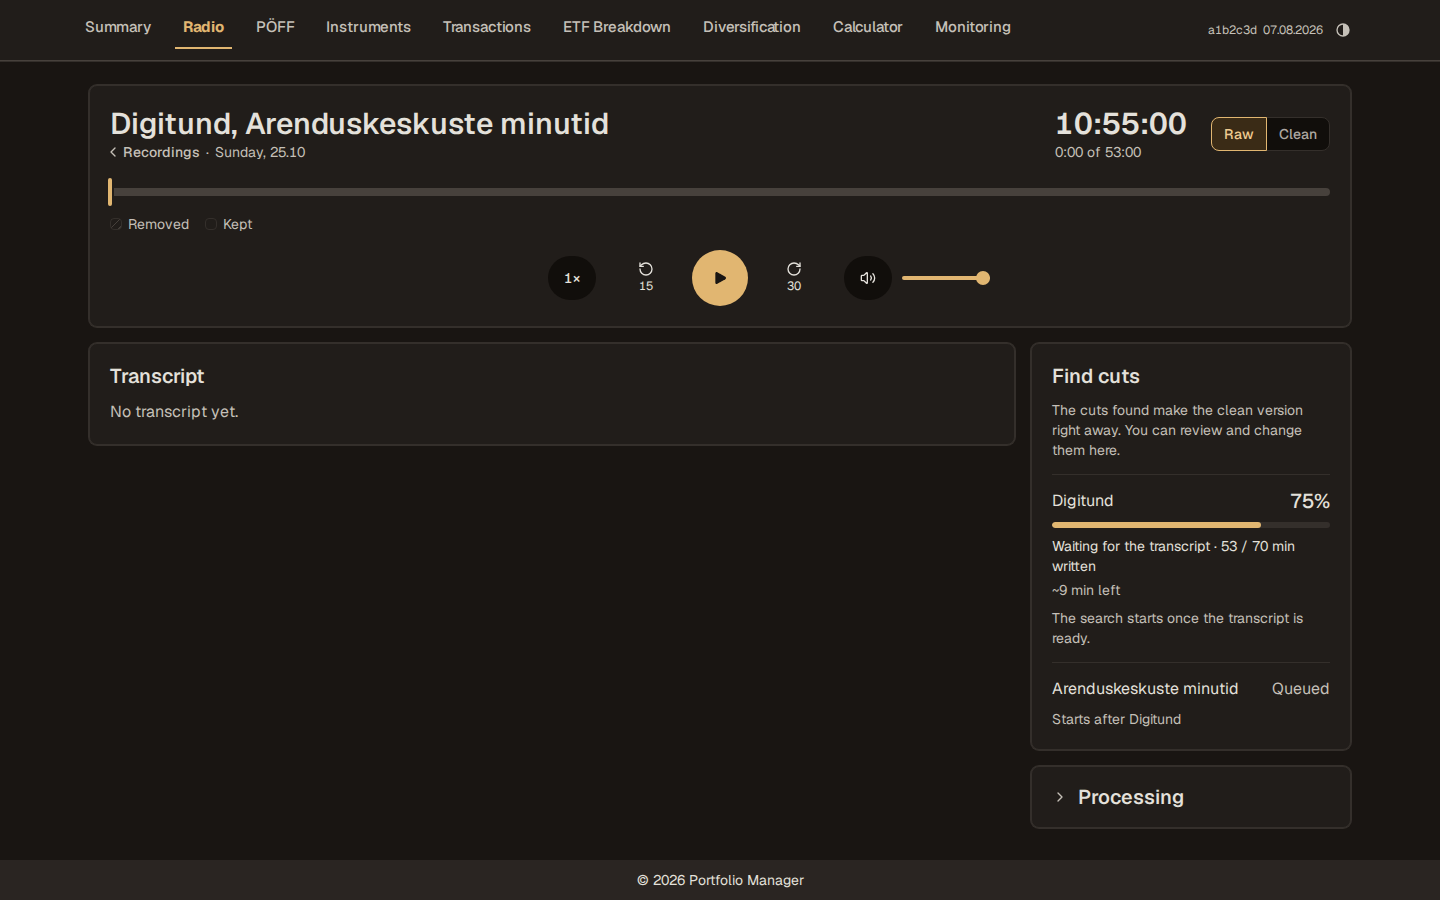 Summary Radio PÖFF Instruments Transactions ETF Breakdown Diversification Calculator Monitoring a1b2c3d 07.08.2026
Digitund, Arenduskeskuste minutid
Recordings · Sunday, 25.10
10:55:00
0:00 of 53:00
Raw Clean
Removed Kept
1× 15 30
Transcript
No transcript yet.
Find cuts
The cuts found make the clean version
right away. You can review and change
them here.
Digitund 75%
Waiting for the transcript · 53 / 70 min
written
~9 min left
The search starts once the transcript is
ready.
Arenduskeskuste minutid Queued
Starts after Digitund
Processing
© 2026 Portfolio Manager